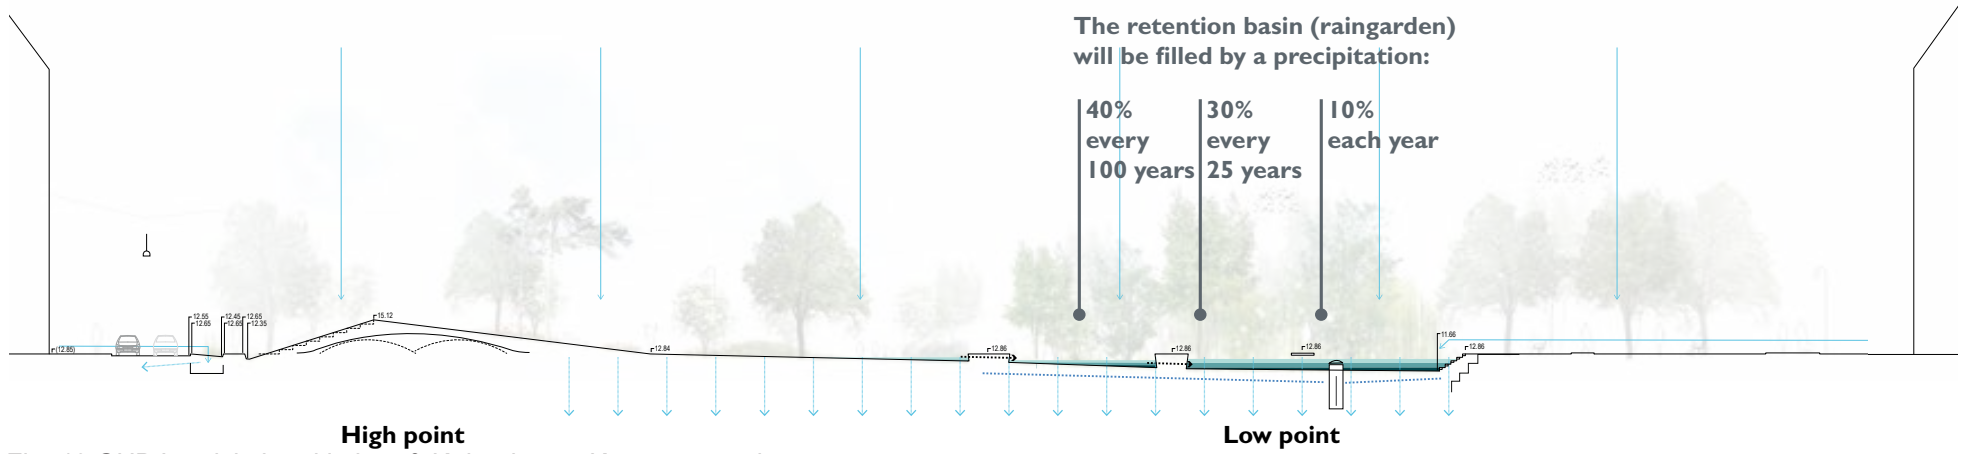 The retention basin (raingarden)
will be filled by a precipitation:
40%
every
100 years
30%
every
25 years
10%
each year
(12.85)
12.55
12.65
12.45
12.65
12.65
12.35
15.12
12.84
12.86
12.86
12.86
11.66
12.86
High point
Low point